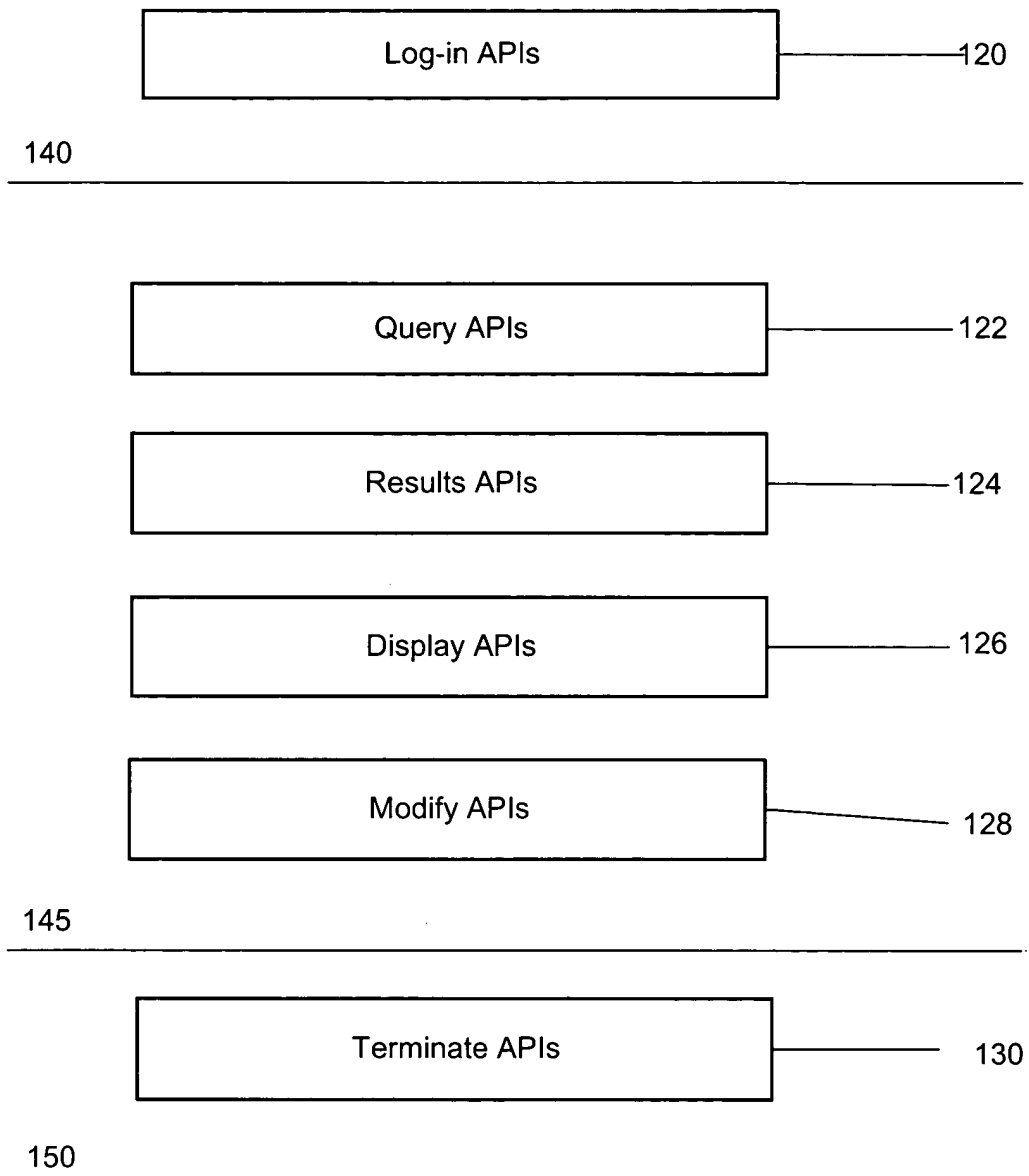 Log-in APIs
120
140
Query APIs
122
Results APIs
124
Display APIs
126
Modify APIs
128
145
Terminate APIs
130
150